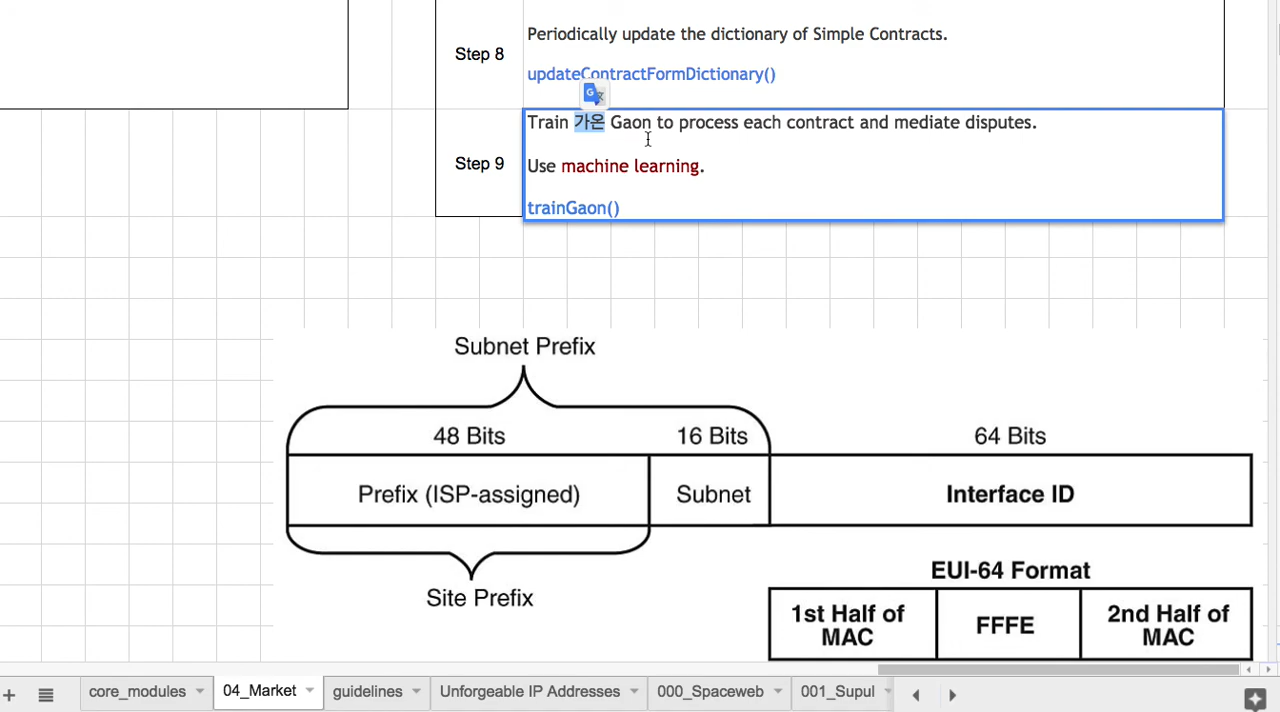 Step 8
Periodically update the dictionary of Simple Contracts.
updateContractFormDictionary()
Step 9
Train 가온 Gaon to process each contract and mediate disputes.
Use machine learning.
trainGaon()
Subnet Prefix
48 Bits
16 Bits
64 Bits
Prefix (ISP-assigned)
Subnet
Interface ID
Site Prefix
EUI-64 Format
1st Half of
MAC
FFFE
2nd Half of
MAC
core_modules
04_Market
guidelines
Unforgeable IP Addresses
000_Spaceweb
001_Supul